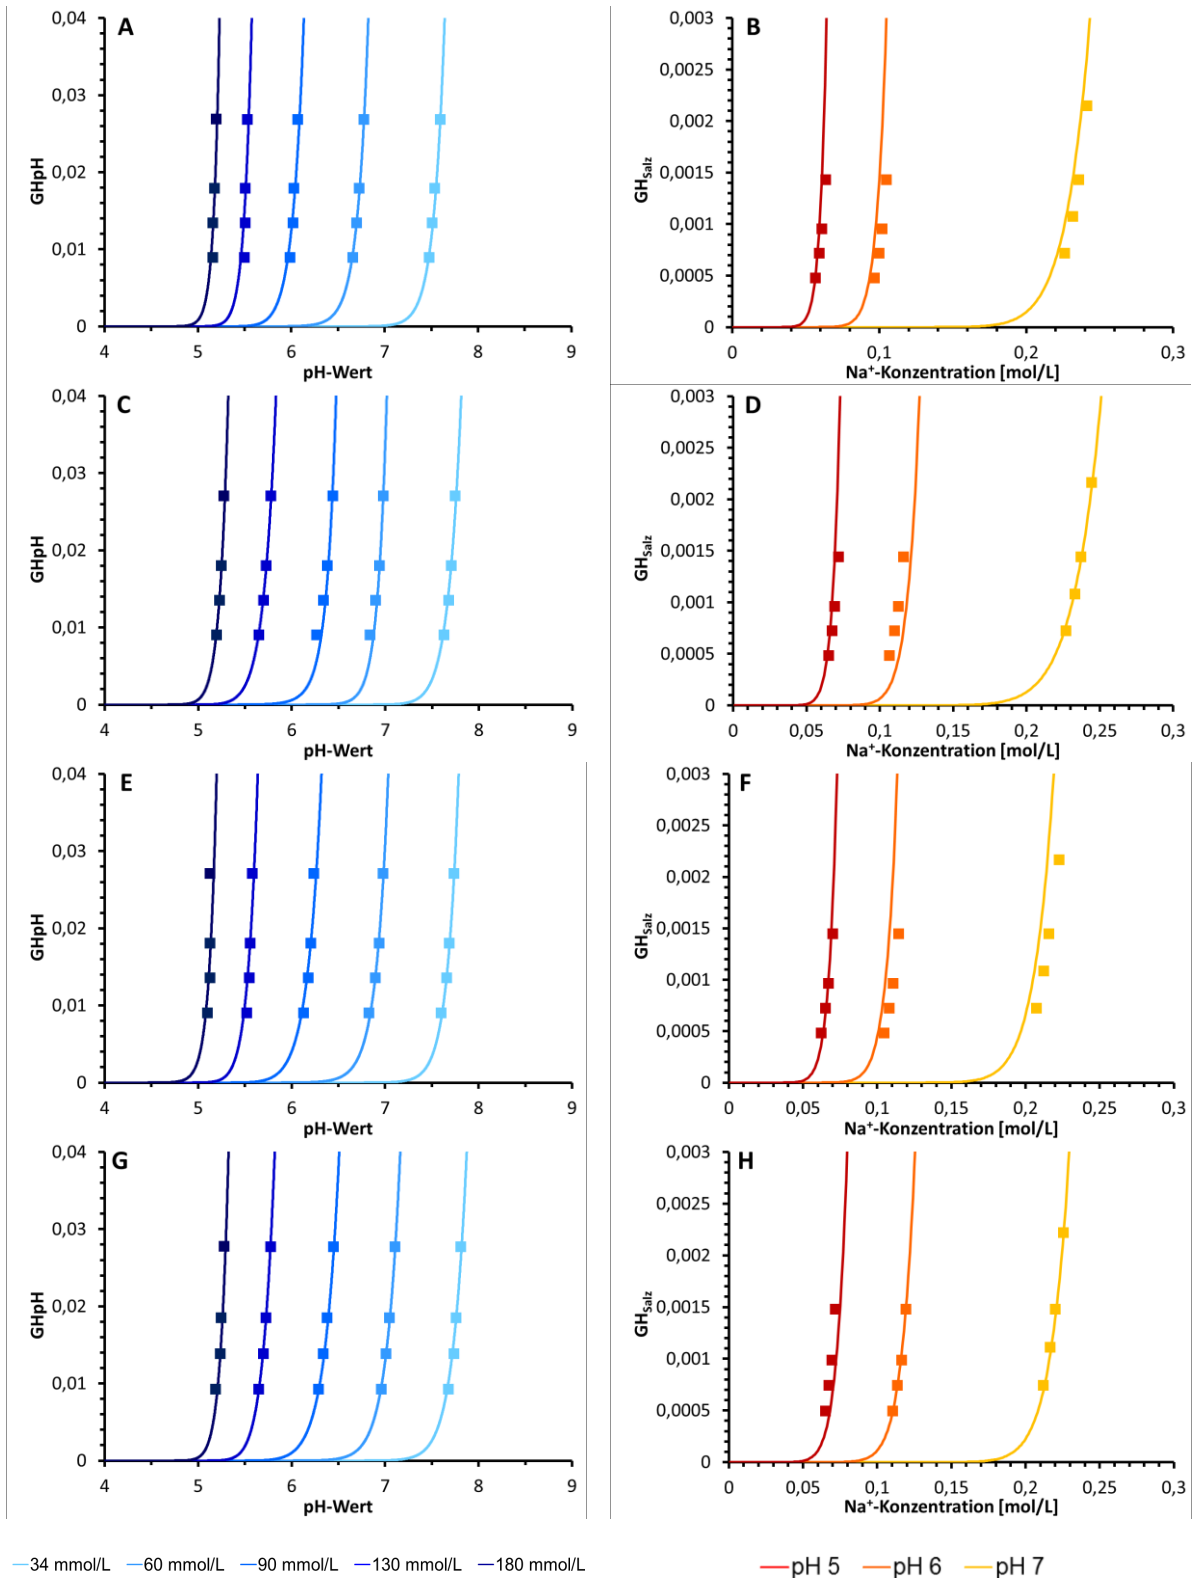 A
0,04
0,03
0,02
0,01
0
GHpH
4 5 6 7 8 9
pH-Wert
B
0,003
0,0025
0,002
0,0015
0,001
0,0005
0
GHSalz
0 0,1 0,2 0,3
Na⁺-Konzentration [mol/L]
C
0,04
0,03
0,02
0,01
0
GHpH
4 5 6 7 8 9
pH-Wert
D
0,003
0,0025
0,002
0,0015
0,001
0,0005
0
GHSalz
0 0,05 0,1 0,15 0,2 0,25 0,3
Na⁺-Konzentration [mol/L]
E
0,04
0,03
0,02
0,01
0
GHpH
4 5 6 7 8 9
pH-Wert
F
0,003
0,0025
0,002
0,0015
0,001
0,0005
0
GHSalz
0 0,05 0,1 0,15 0,2 0,25 0,3
Na⁺-Konzentration [mol/L]
G
0,04
0,03
0,02
0,01
0
GHpH
4 5 6 7 8 9
pH-Wert
H
0,003
0,0025
0,002
0,0015
0,001
0,0005
0
GHSalz
0 0,05 0,1 0,15 0,2 0,25 0,3
Na⁺-Konzentration [mol/L]
34 mmol/L 60 mmol/L 90 mmol/L 130 mmol/L 180 mmol/L
pH 5 pH 6 pH 7